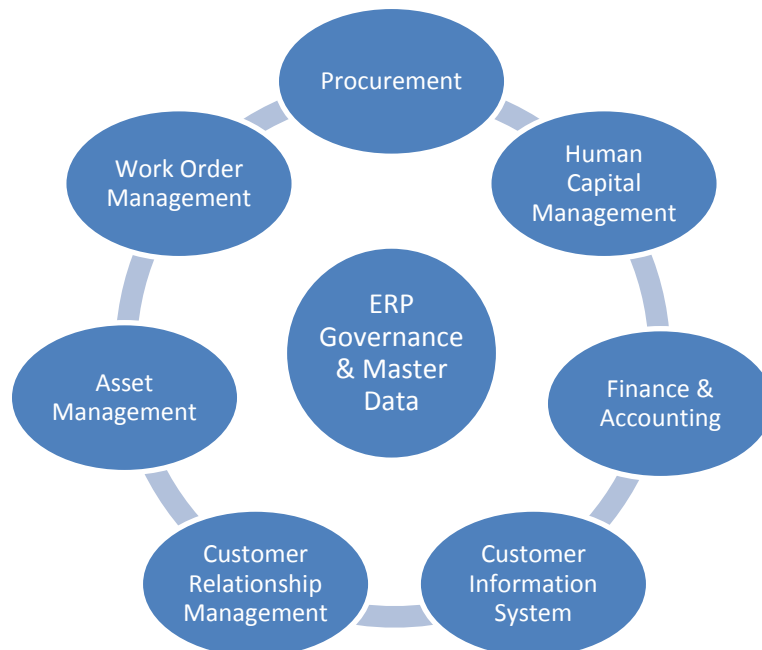 Procurement
Human
Capital
Management
Finance &
Accounting
Customer
Information
System
Customer
Relationship
Management
Asset
Management
Work Order
Management
ERP
Governance
& Master
Data